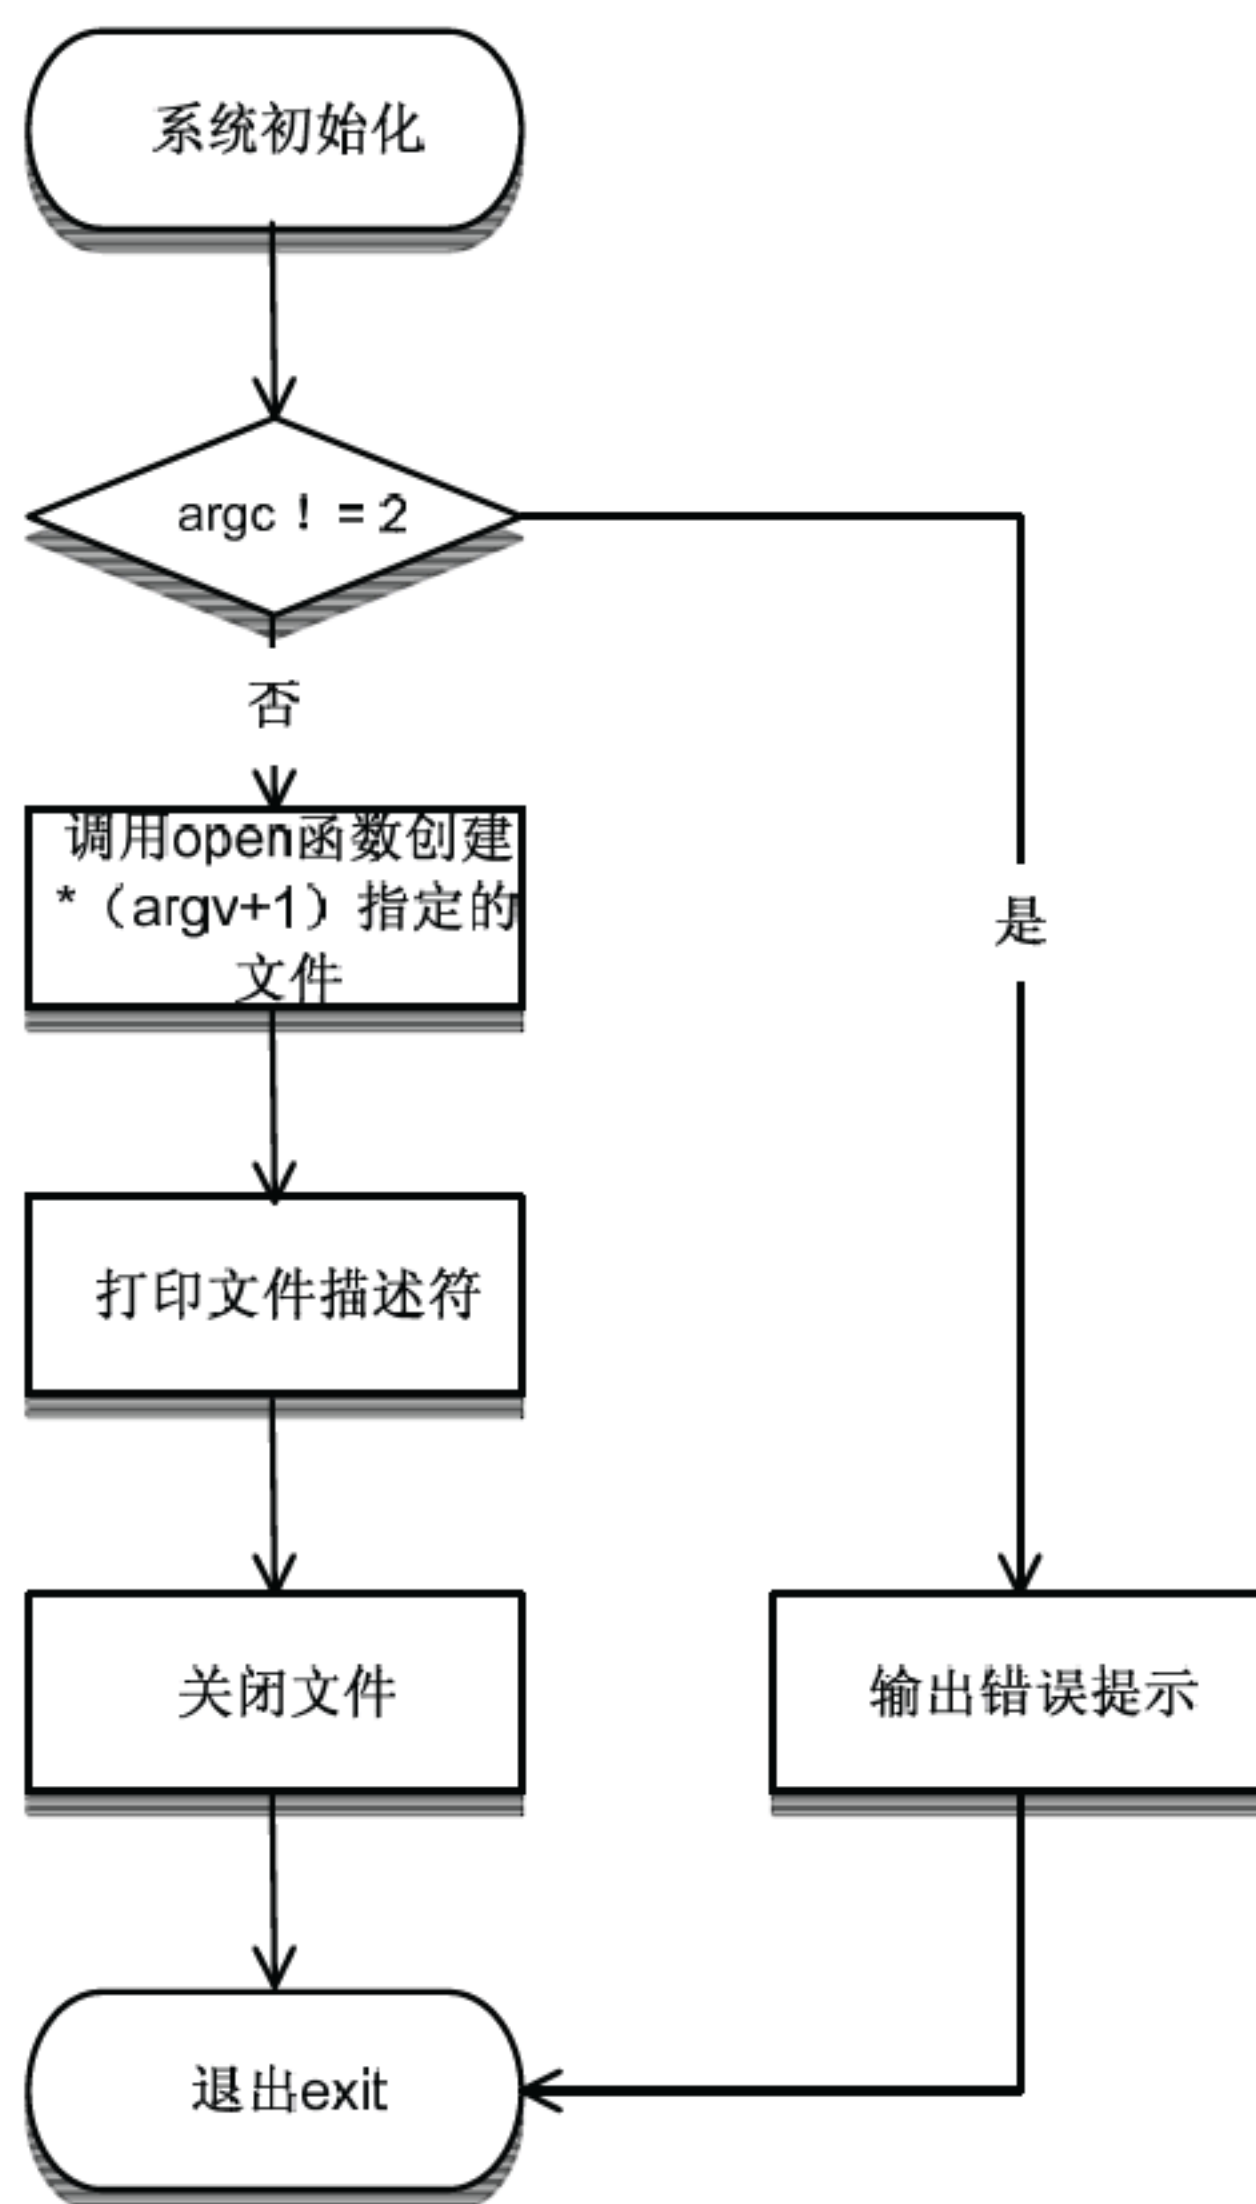 系统初始化
argc！=2
否
调用open函数创建
*（argv+1）指定的
文件
是
打印文件描述符
关闭文件
输出错误提示
退出exit